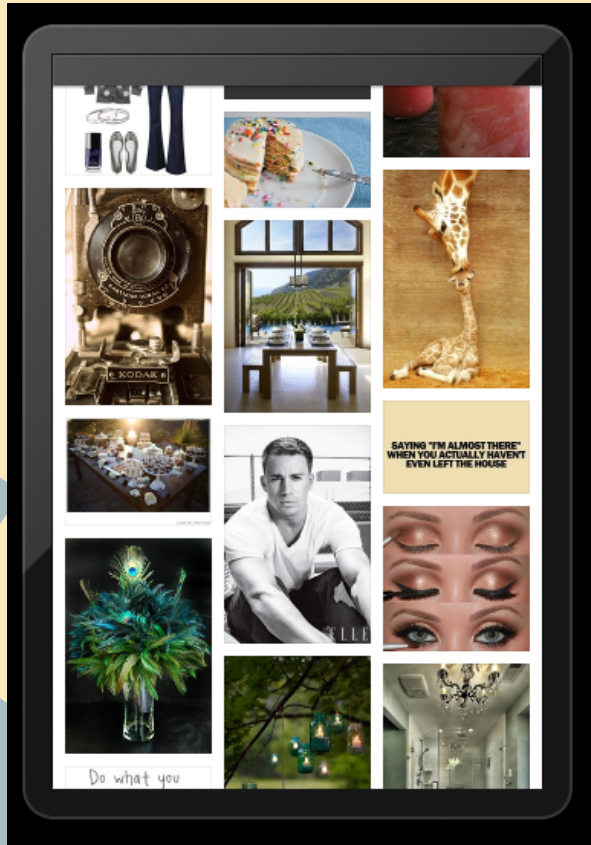 KODAK
SAYING "I'M ALMOST THERE"
WHEN YOU ACTUALLY HAVEN'T
EVEN LEFT THE HOUSE
ELLE
Do what you